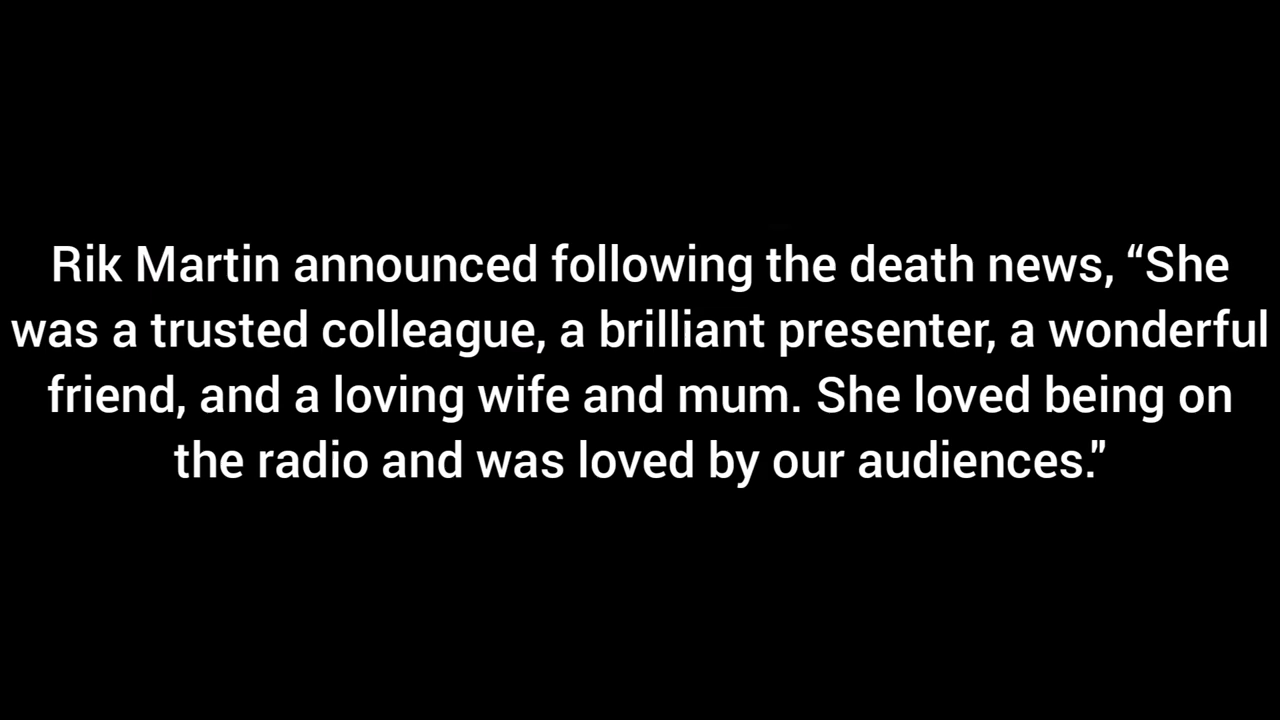 Rik Martin announced following the death news, “She
was a trusted colleague, a brilliant presenter, a wonderful
friend, and a loving wife and mum. She loved being on
the radio and was loved by our audiences."